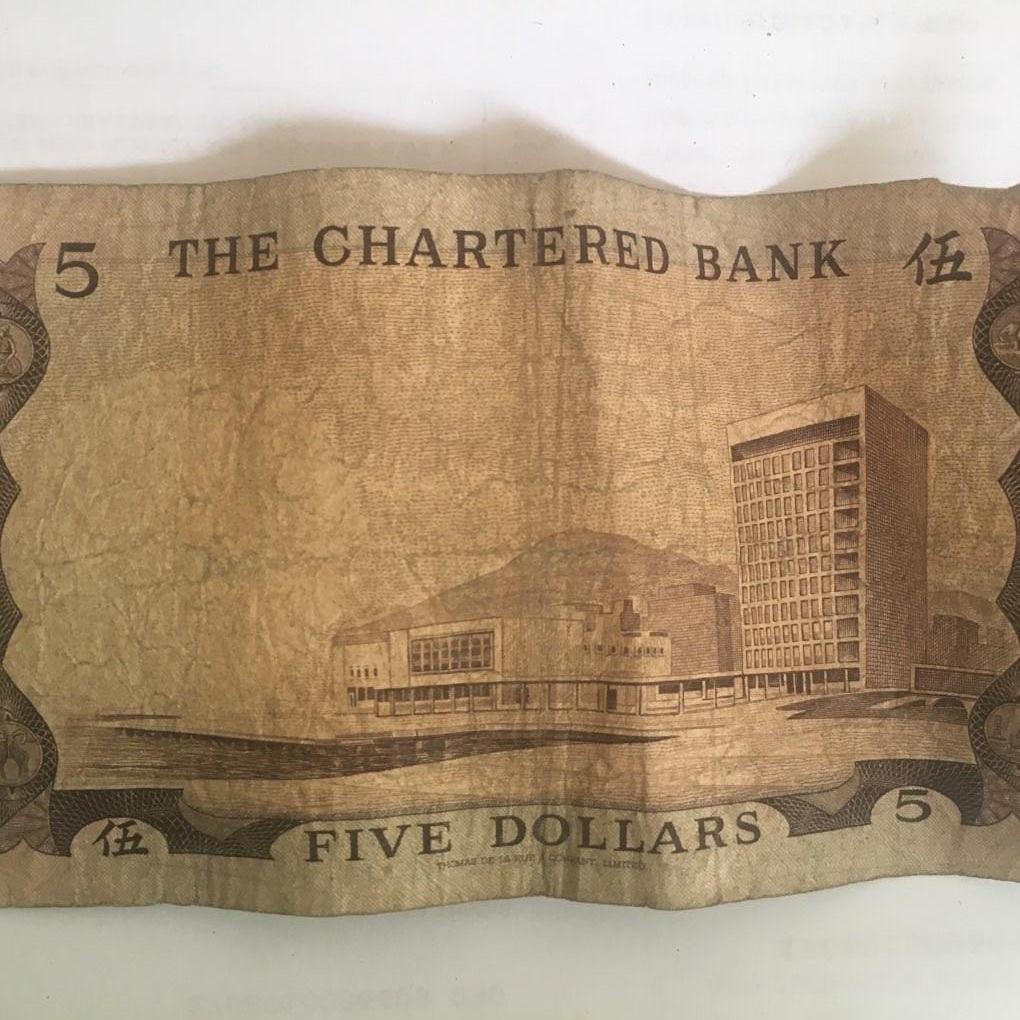 5 THE CHARTERED BANK 伍
伍 FIVE DOLLARS 5
THOMAS DE LA RUE & COMPANY, LIMITED